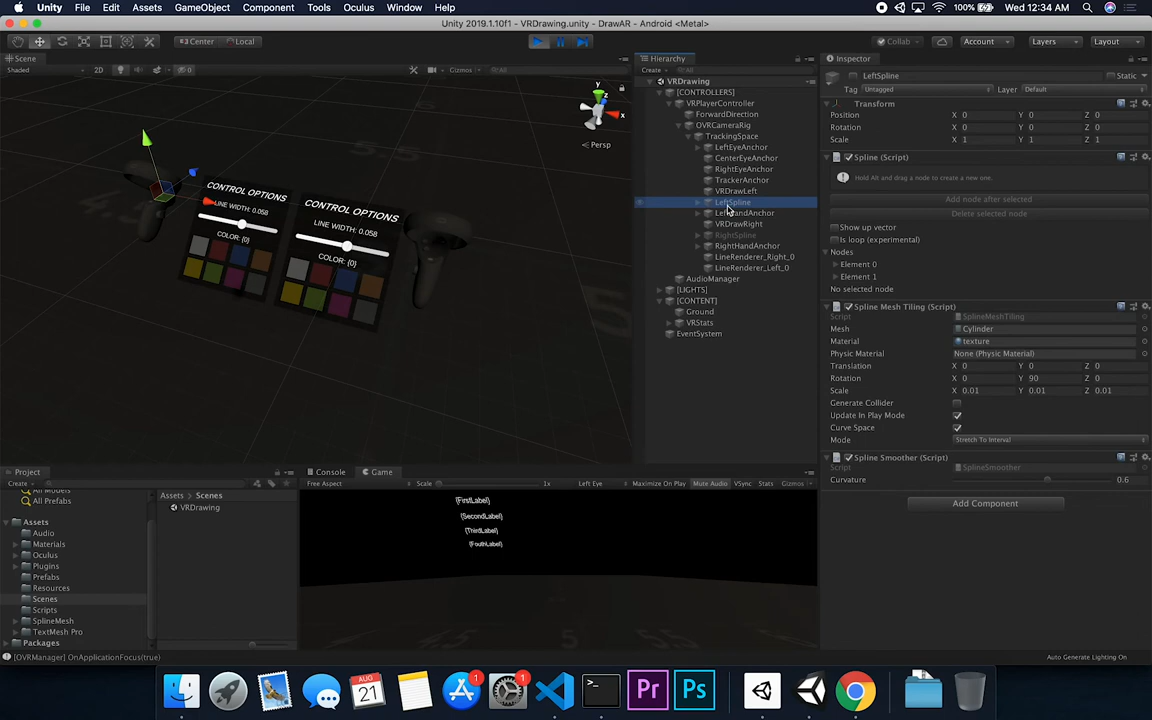 Unity File Edit Assets GameObject Component Tools Oculus Window Help 100% Wed 12:34 AM
Unity 2019.1.10f1 - VRDrawing.unity - DrawAR - Android <Metal>
Center Local Collab Account Layers Layout
Scene
Shaded 2D 0 Gizmos All
y
z
x
Persp
CONTROL OPTIONS
LINE WIDTH: 0.058
COLOR: {0}
CONTROL OPTIONS
LINE WIDTH: 0.058
COLOR: {0}
Hierarchy
Create All
VRDrawing
[CONTROLLERS]
VRPlayerController
ForwardDirection
OVRCameraRig
TrackingSpace
LeftEyeAnchor
CenterEyeAnchor
RightEyeAnchor
TrackerAnchor
VRDrawLeft
LeftSpline
LeftHandAnchor
VRDrawRight
RightSpline
RightHandAnchor
LineRenderer_Right_0
LineRenderer_Left_0
AudioManager
[LIGHTS]
[CONTENT]
Ground
VRStats
EventSystem
Inspector
LeftSpline Static
Tag Untagged Layer Default
Transform
Position X 0 Y 0 Z 0
Rotation X 0 Y 0 Z 0
Scale X 1 Y 1 Z 1
Spline (Script)
Hold Alt and drag a node to create a new one.
Add node after selected
Delete selected node
Show up vector
Is loop (experimental)
Nodes
Element 0
Element 1
No selected node
Spline Mesh Tiling (Script)
Script SplineMeshTiling
Mesh Cylinder
Material texture
Physic Material None (Physic Material)
Translation X 0 Y 0 Z 0
Rotation X 0 Y 90 Z 0
Scale X 0.01 Y 0.01 Z 0.01
Generate Collider
Update In Play Mode
Curve Space
Mode Stretch To Interval
Spline Smoother (Script)
Script SplineSmoother
Curvature 0.6
Add Component
Project
Create
All Models
All Prefabs
Assets
Audio
Materials
Oculus
Plugins
Prefabs
Resources
Scenes
Scripts
SplineMesh
TextMesh Pro
Packages
Assets Scenes
VRDrawing
Console Game
Free Aspect Scale 1x Left Eye Maximize On Play Mute Audio VSync Stats Gizmos
{FirstLabel}
{SecondLabel}
{ThirdLabel}
{FouthLabel}
[OVRManager] OnApplicationFocus(true)
Auto Generate Lighting On
AUG
21
1
1
>_
Pr
Ps